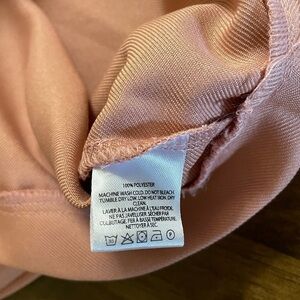 100% POLYESTER
MACHINE WASH COLD. DO NOT BLEACH
TUMBLE DRY LOW. LOW HEAT IRON. DRY
CLEAN.
LAVER À LA MACHINE À L'EAU FROIDE.
NE PAS JAVELLISER. SÉCHER PAR
CULBUTAGE. FER À BASSE TEMPÉRATURE.
NETTOYER À SEC.